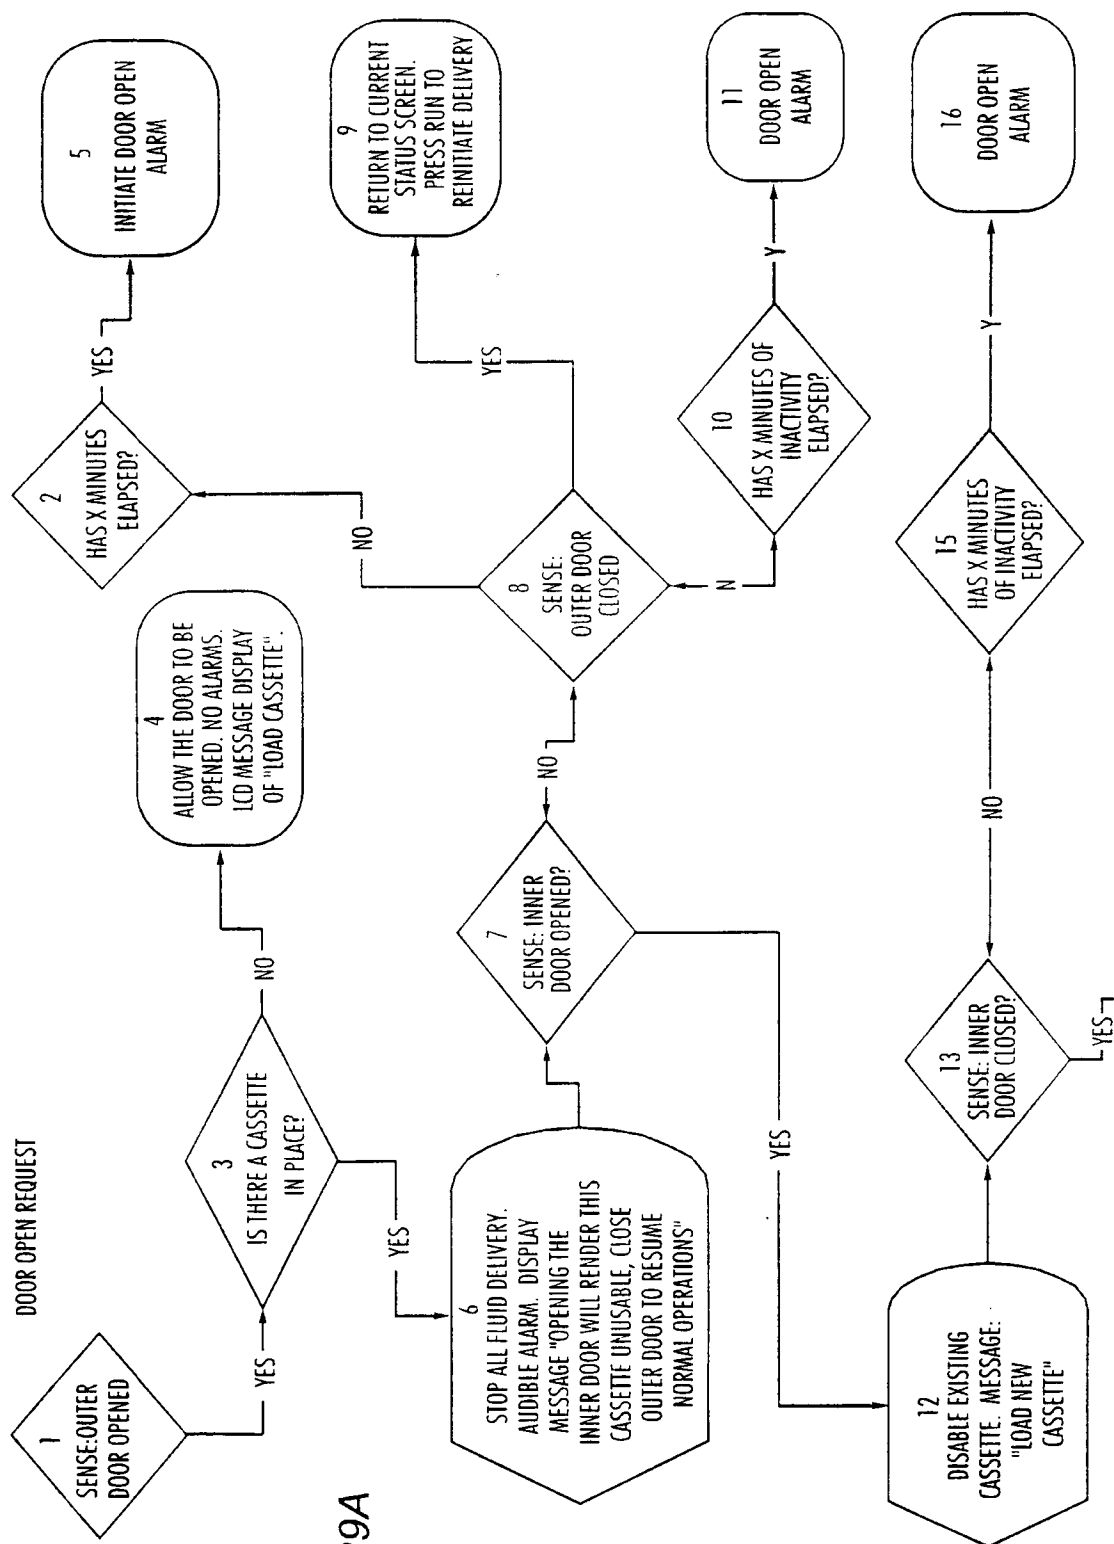 DOOR OPEN REQUEST
1
SENSE:OUTER
DOOR OPENED
YES
3
IS THERE A CASSETTE
IN PLACE?
NO
4
ALLOW THE DOOR TO BE
OPENED. NO ALARMS.
LCD MESSAGE DISPLAY
OF "LOAD CASSETTE".
YES
6
STOP ALL FLUID DELIVERY.
AUDIBLE ALARM. DISPLAY
MESSAGE "OPENING THE
INNER DOOR WILL RENDER THIS
CASSETTE UNUSABLE, CLOSE
OUTER DOOR TO RESUME
NORMAL OPERATIONS"
7
SENSE: INNER
DOOR OPENED?
NO
8
SENSE:
OUTER DOOR
CLOSED
NO
2
HAS X MINUTES
ELAPSED?
YES
5
INITIATE DOOR OPEN
ALARM
YES
9
RETURN TO CURRENT
STATUS SCREEN.
PRESS RUN TO
REINITIATE DELIVERY
N
10
HAS X MINUTES OF
INACTIVITY
ELAPSED?
Y
11
DOOR OPEN
ALARM
YES
12
DISABLE EXISTING
CASSETTE. MESSAGE:
"LOAD NEW
CASSETTE"
13
SENSE: INNER
DOOR CLOSED?
YES
NO
15
HAS X MINUTES
OF INACTIVITY
ELAPSED?
Y
16
DOOR OPEN
ALARM
39A